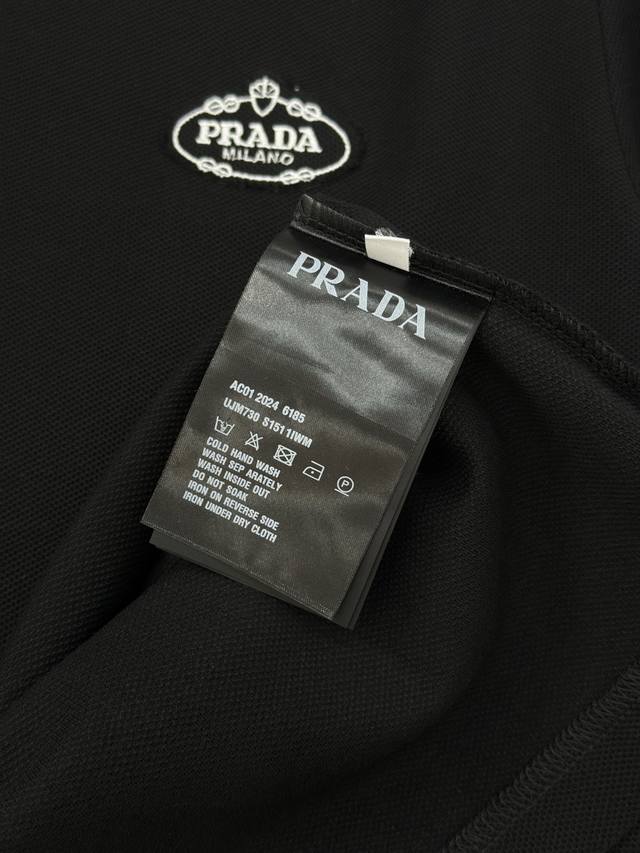 PRADA
MILANO
PRADA
AC01 2024 6185
UJM730 S151 1IWM
P
COLD HAND WASH
WASH SEP ARATELY
WASH INSIDE OUT
DO NOT SOAK
IRON ON REVERSE SIDE
IRON UNDER DRY CLOTH